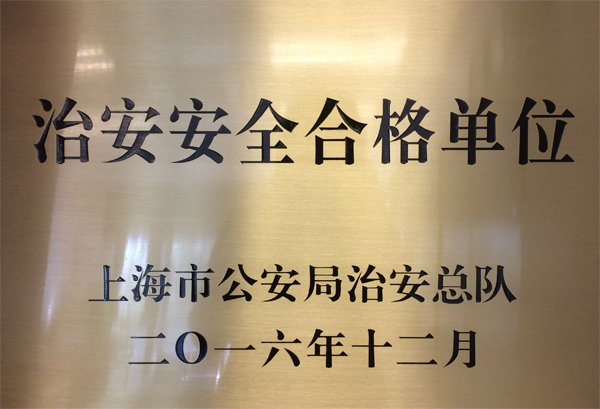 治安安全合格单位
上海市公安局治安总队
二〇一六年十二月